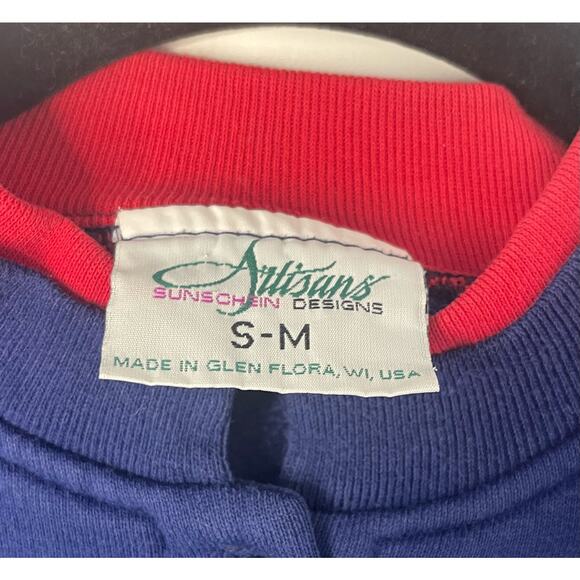 Artisans
SUNSCHEIN DESIGNS
S-M
MADE IN GLEN FLORA, WI, USA